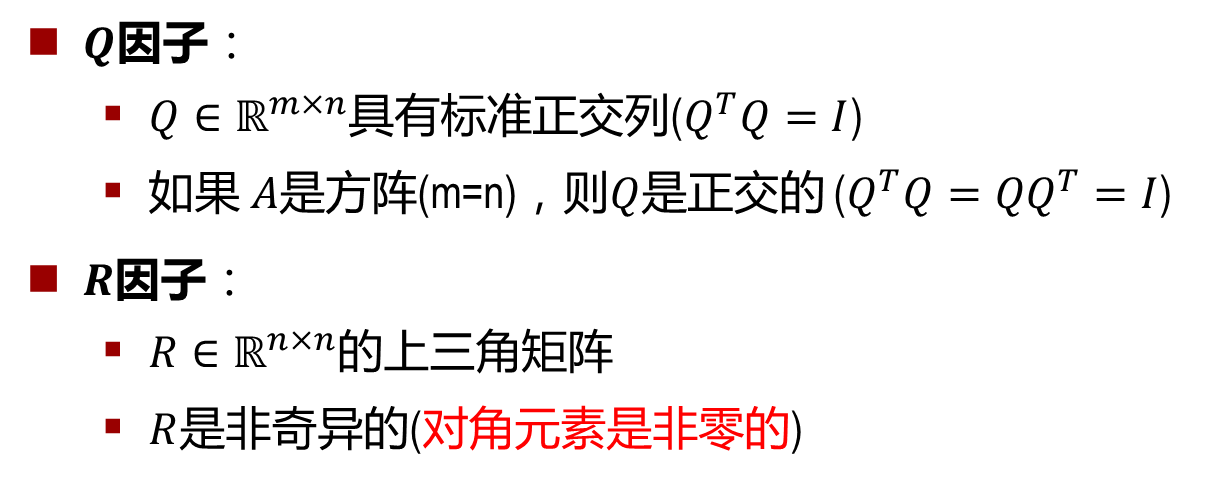 ■ Q因子：
▪ Q ∈ ℝ^{m×n}具有标准正交列(Q^T Q = I)
▪ 如果 A是方阵(m=n)，则Q是正交的 (Q^T Q = QQ^T = I)
■ R因子：
▪ R ∈ ℝ^{n×n}的上三角矩阵
▪ R是非奇异的(对角元素是非零的)